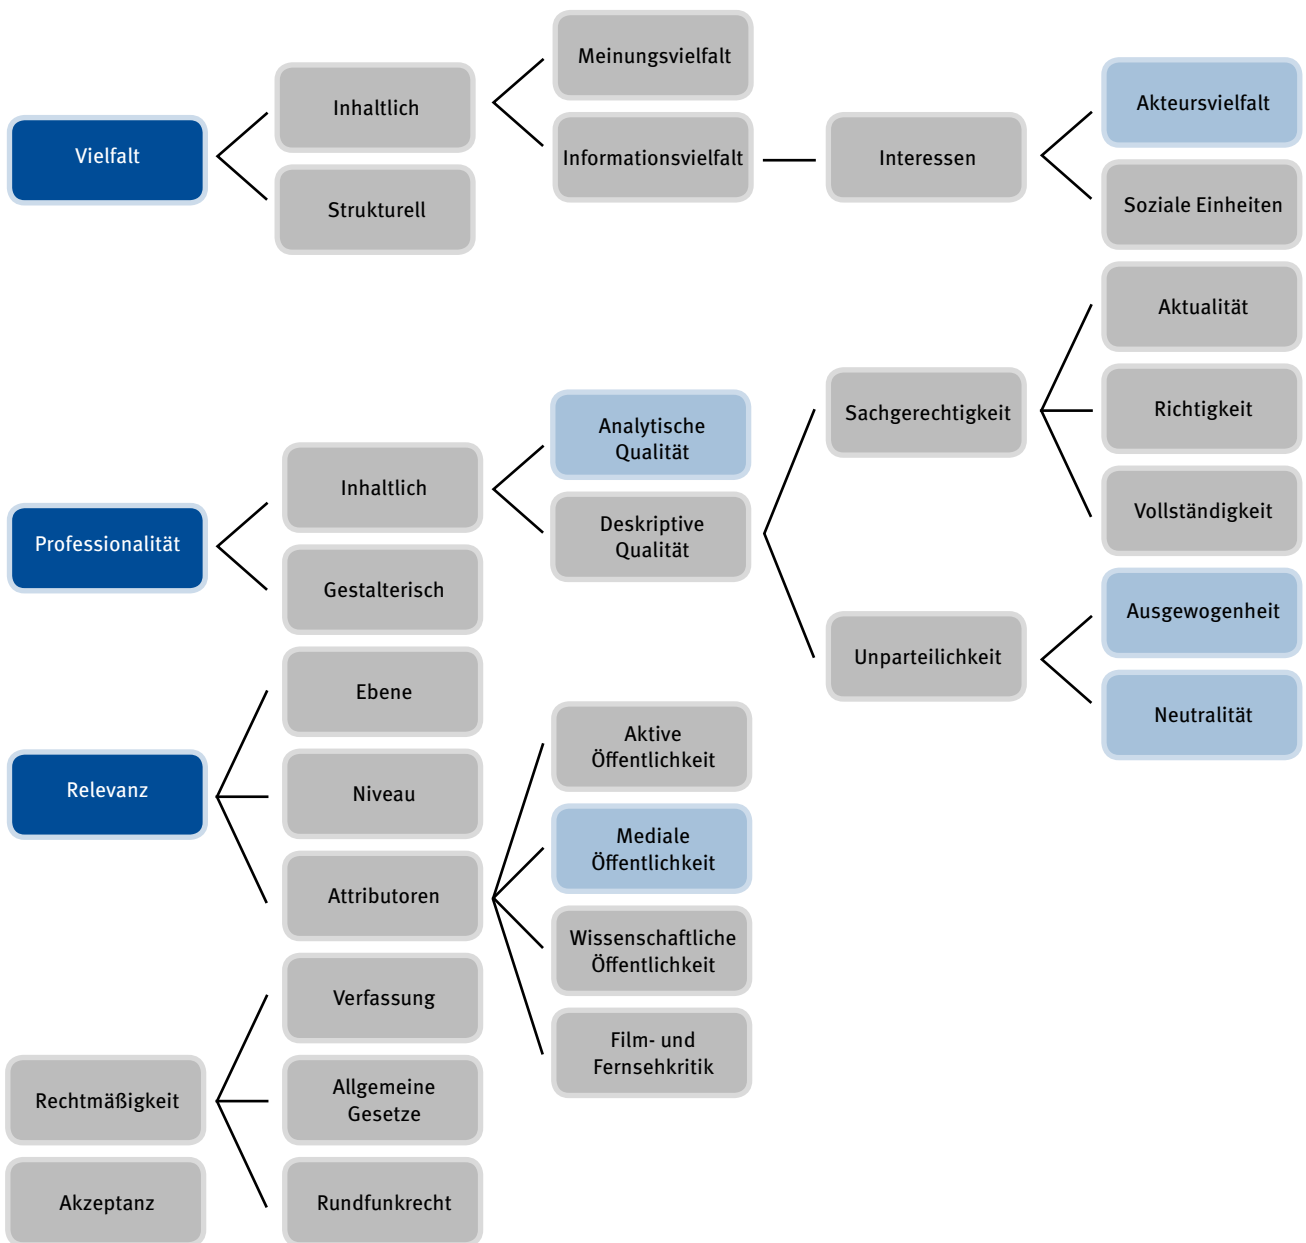 Vielfalt
Inhaltlich
Strukturell
Meinungsvielfalt
Informationsvielfalt
Interessen
Akteursvielfalt
Soziale Einheiten
Professionalität
Inhaltlich
Gestalterisch
Analytische
Qualität
Deskriptive
Qualität
Sachgerechtigkeit
Aktualität
Richtigkeit
Vollständigkeit
Unparteilichkeit
Ausgewogenheit
Neutralität
Relevanz
Ebene
Niveau
Attributoren
Aktive
Öffentlichkeit
Mediale
Öffentlichkeit
Wissenschaftliche
Öffentlichkeit
Film- und
Fernsehkritik
Rechtmäßigkeit
Verfassung
Allgemeine
Gesetze
Rundfunkrecht
Akzeptanz